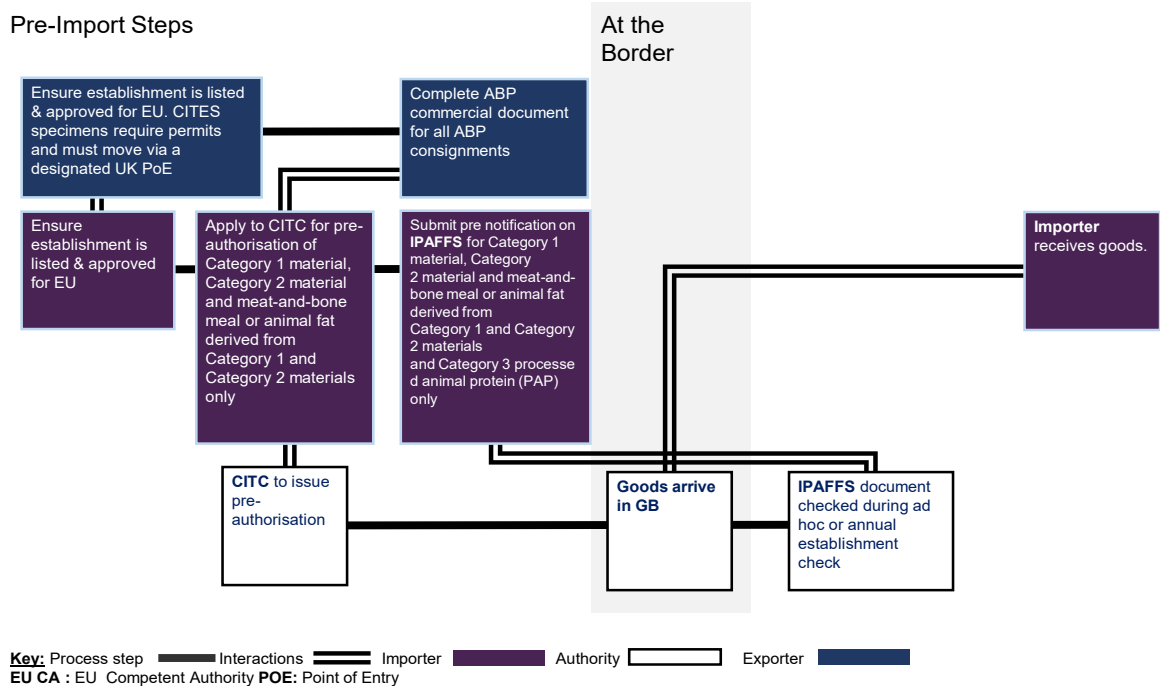 Pre-Import Steps
At the
Border
Ensure establishment is listed
& approved for EU. CITES
specimens require permits
and must move via a
designated UK PoE
Complete ABP
commercial document
for all ABP
consignments
Ensure
establishment is
listed & approved
for EU
Apply to CITC for pre-
authorisation of
Category 1 material,
Category 2 material
and meat-and-bone
meal or animal fat
derived from
Category 1 and
Category 2 materials
only
Submit pre notification on
IPAFFS for Category 1
material, Category
2 material and meat-and-
bone meal or animal fat
derived from
Category 1 and Category
2 materials
and Category 3 processe
d animal protein (PAP)
only
Importer
receives goods.
CITC to issue
pre-
authorisation
Goods arrive
in GB
IPAFFS document
checked during ad
hoc or annual
establishment
check
Key: Process step Interactions Importer Authority Exporter
EU CA : EU Competent Authority POE: Point of Entry